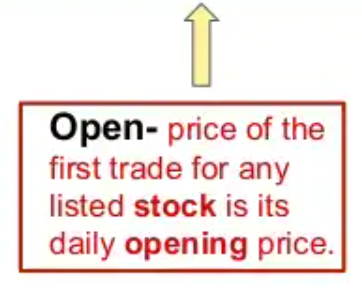 Open- price of the
first trade for any
listed stock is its
daily opening price.